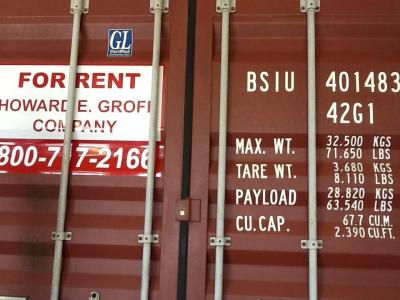 GL
Certified
FOR RENT
HOWARD E. GROFF
COMPANY
800-717-2166
BSIU 401483
42G1
MAX. WT. 32.500 KGS
71.650 LBS
TARE WT. 3.680 KGS
8.110 LBS
PAYLOAD 28.820 KGS
63.540 LBS
CU. CAP. 67.7 CU.M.
2.390 CU.FT.